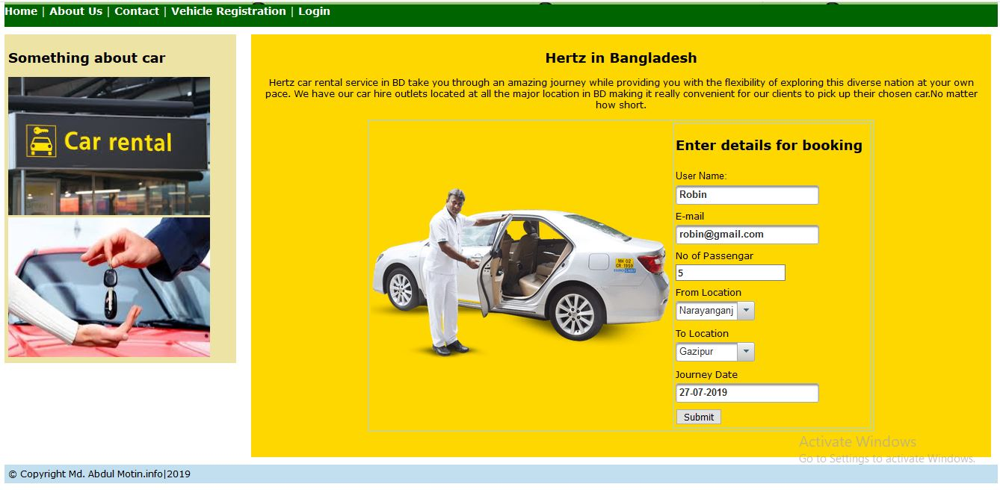 Home | About Us | Contact | Vehicle Registration | Login
Something about car
Car rental
Hertz in Bangladesh
Hertz car rental service in BD take you through an amazing journey while providing you with the flexibility of exploring this diverse nation at your own
pace. We have our car hire outlets located at all the major location in BD making it really convenient for our clients to pick up their chosen car.No matter
how short.
MH 02
CR 1959
Enter details for booking
User Name:
Robin
E-mail
robin@gmail.com
No of Passengar
5
From Location
Narayanganj
To Location
Gazipur
Journey Date
27-07-2019
Submit
Activate Windows
Go to Settings to activate Windows.
© Copyright Md. Abdul Motin.info|2019